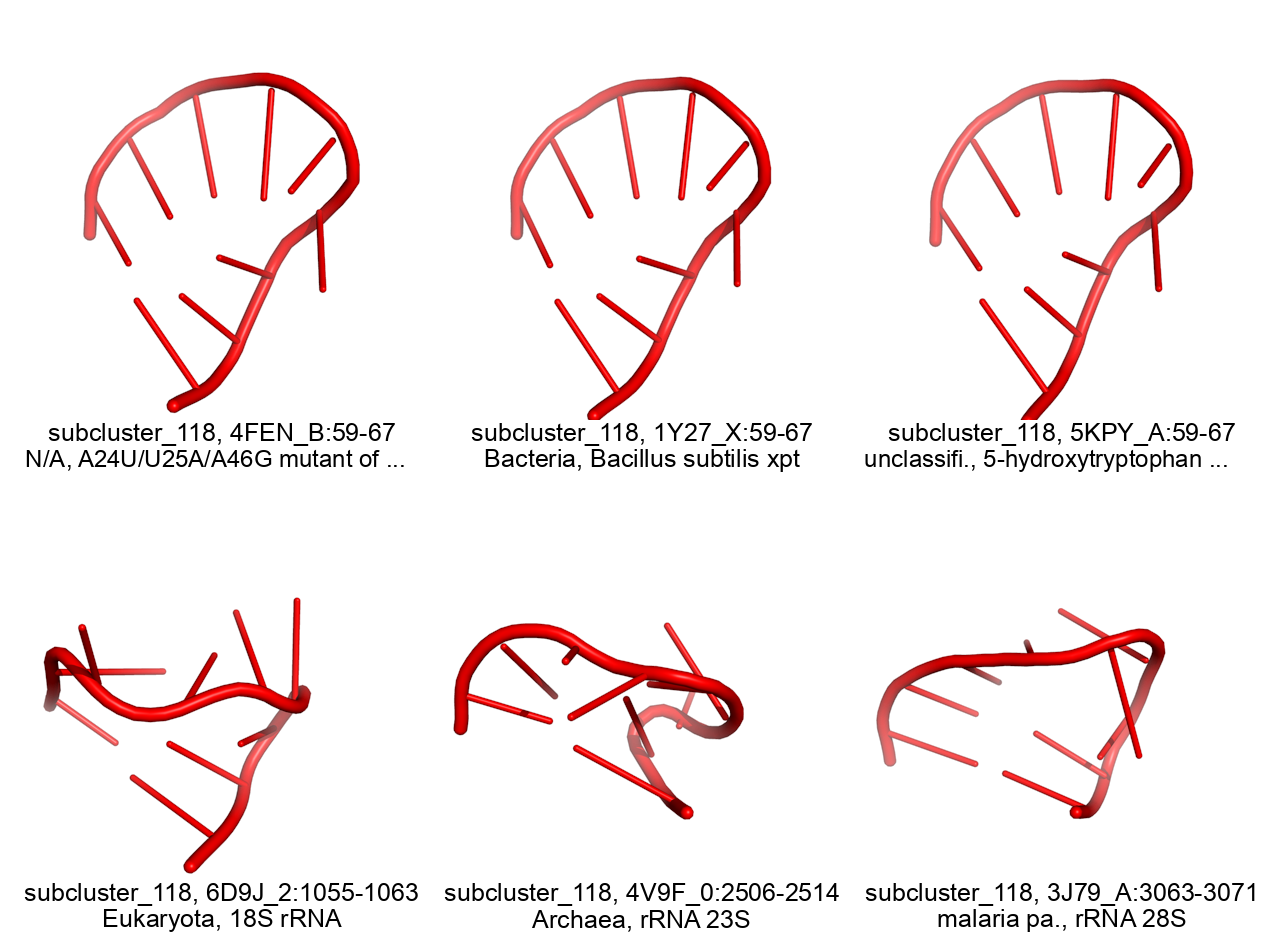 subcluster_118, 4FEN_B:59-67
N/A, A24U/U25A/A46G mutant of ...
subcluster_118, 1Y27_X:59-67
Bacteria, Bacillus subtilis xpt
subcluster_118, 5KPY_A:59-67
unclassifi., 5-hydroxytryptophan ...
subcluster_118, 6D9J_2:1055-1063
Eukaryota, 18S rRNA
subcluster_118, 4V9F_0:2506-2514
Archaea, rRNA 23S
subcluster_118, 3J79_A:3063-3071
malaria pa., rRNA 28S